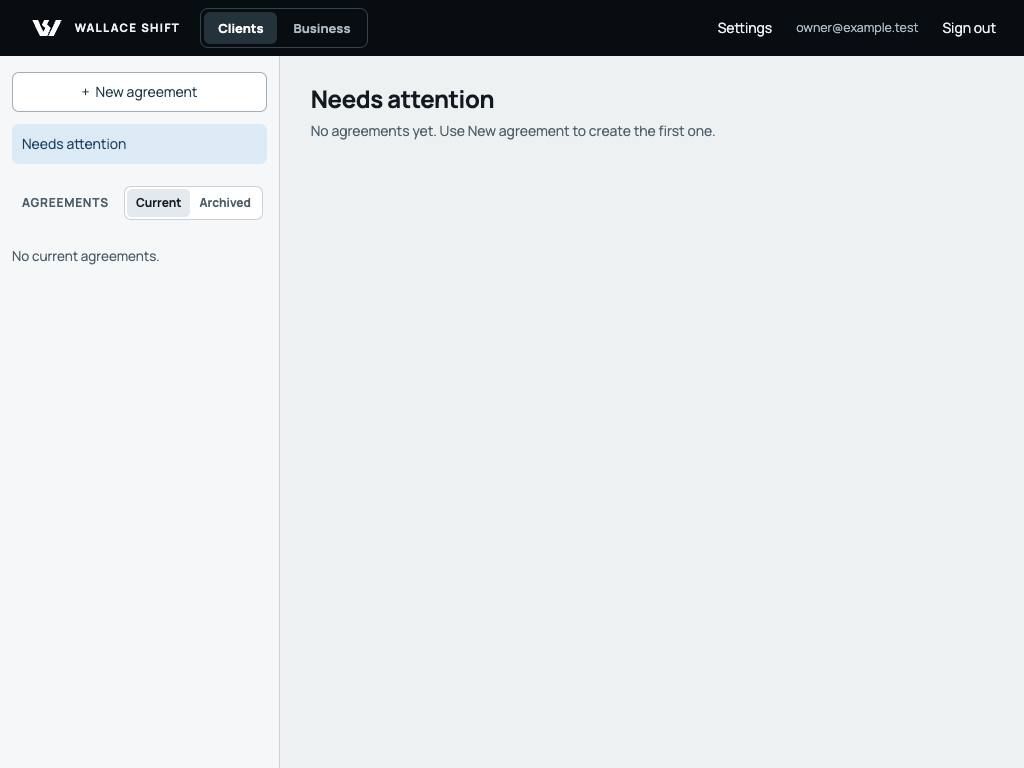 WALLACE SHIFT
Clients
Business
Settings
owner@example.test
Sign out
+ New agreement
Needs attention
AGREEMENTS
Current
Archived
No current agreements.
Needs attention
No agreements yet. Use New agreement to create the first one.